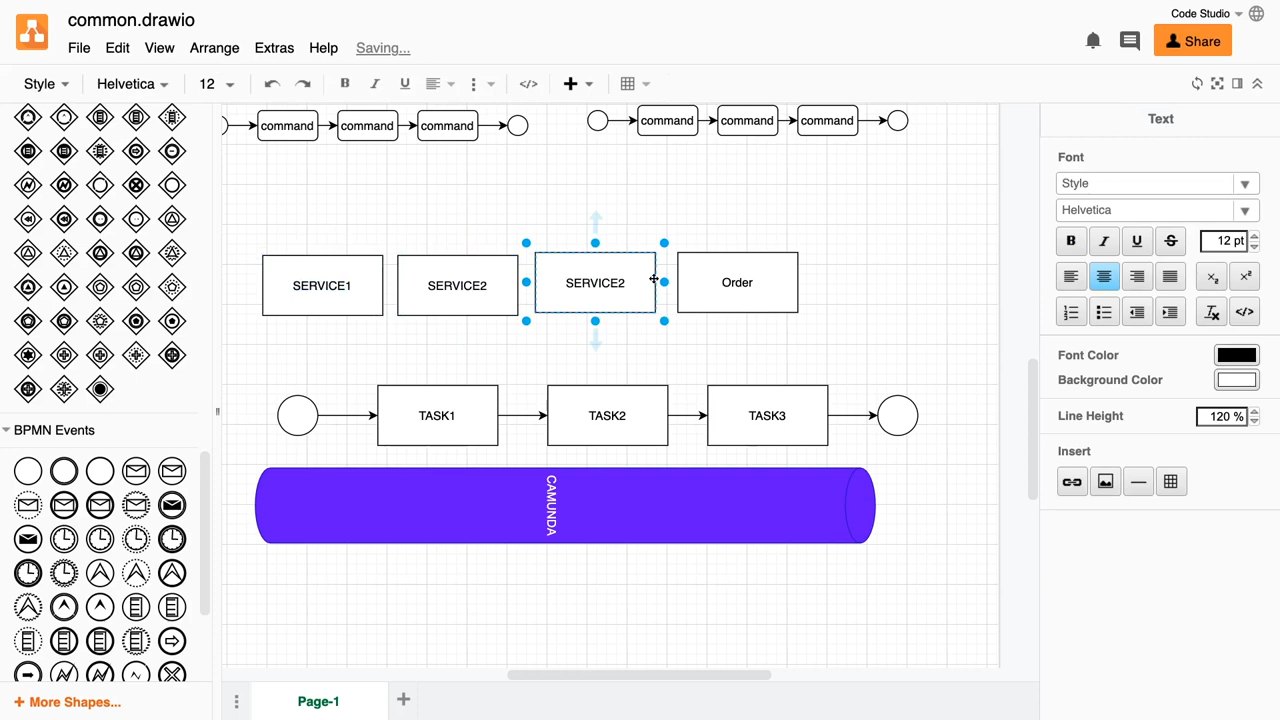 common.drawio
Code Studio
File Edit View Arrange Extras Help Saving...
Share
Style Helvetica 12 B I U </>
command command command
command command command
SERVICE1 SERVICE2 SERVICE2 Order
TASK1 TASK2 TASK3
CAMUNDA
BPMN Events
+ More Shapes...
Page-1
Text
Font
Style
Helvetica
B I U S 12 pt
</>
Font Color
Background Color
Line Height 120 %
Insert